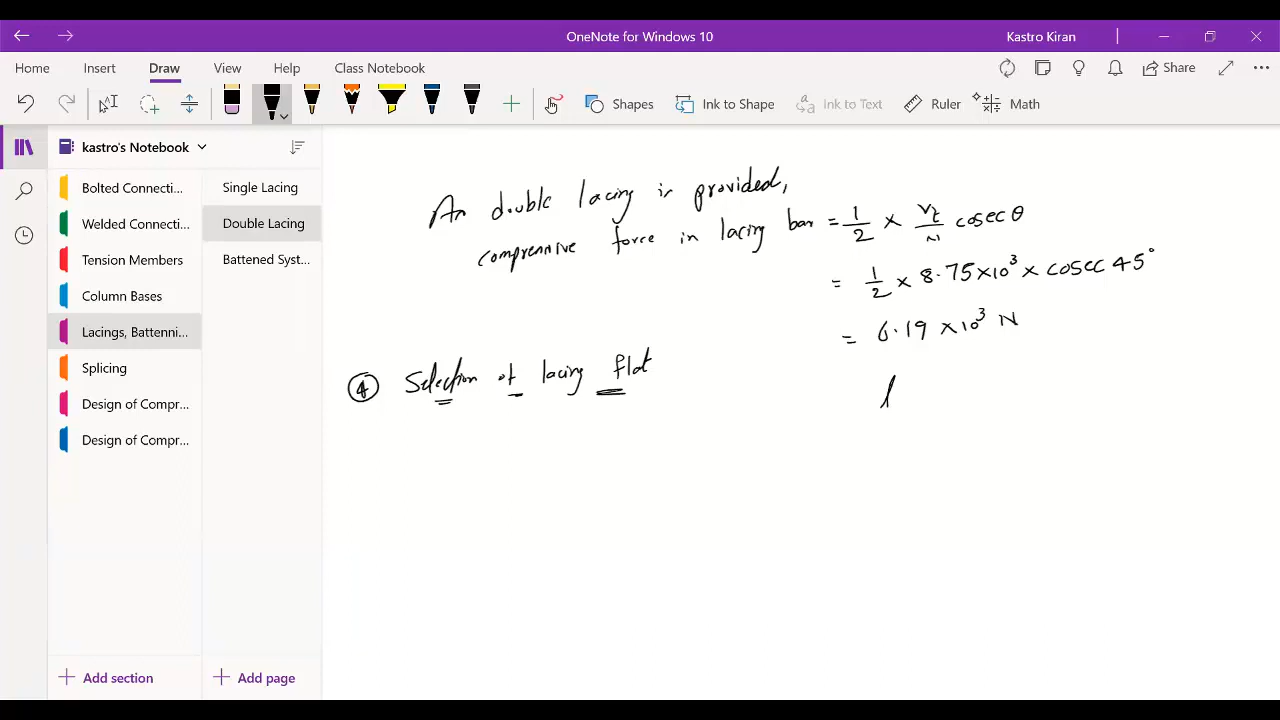 OneNote for Windows 10
Kastro Kiran
Home Insert Draw View Help Class Notebook
Share
Shapes Ink to Shape Ink to Text Ruler Math
kastro's Notebook
Bolted Connecti...
Welded Connecti...
Tension Members
Column Bases
Lacings, Battenni...
Splicing
Design of Compr...
Design of Compr...
Add section
Single Lacing
Double Lacing
Battened Syst...
Add page
As double lacing is provided,
compressive force in lacing bar = 1/2 × Vt/N cosec θ
= 1/2 × 8.75×10³ × cosec 45°
= 6.19 ×10³ N
④ Selection of lacing flat
l